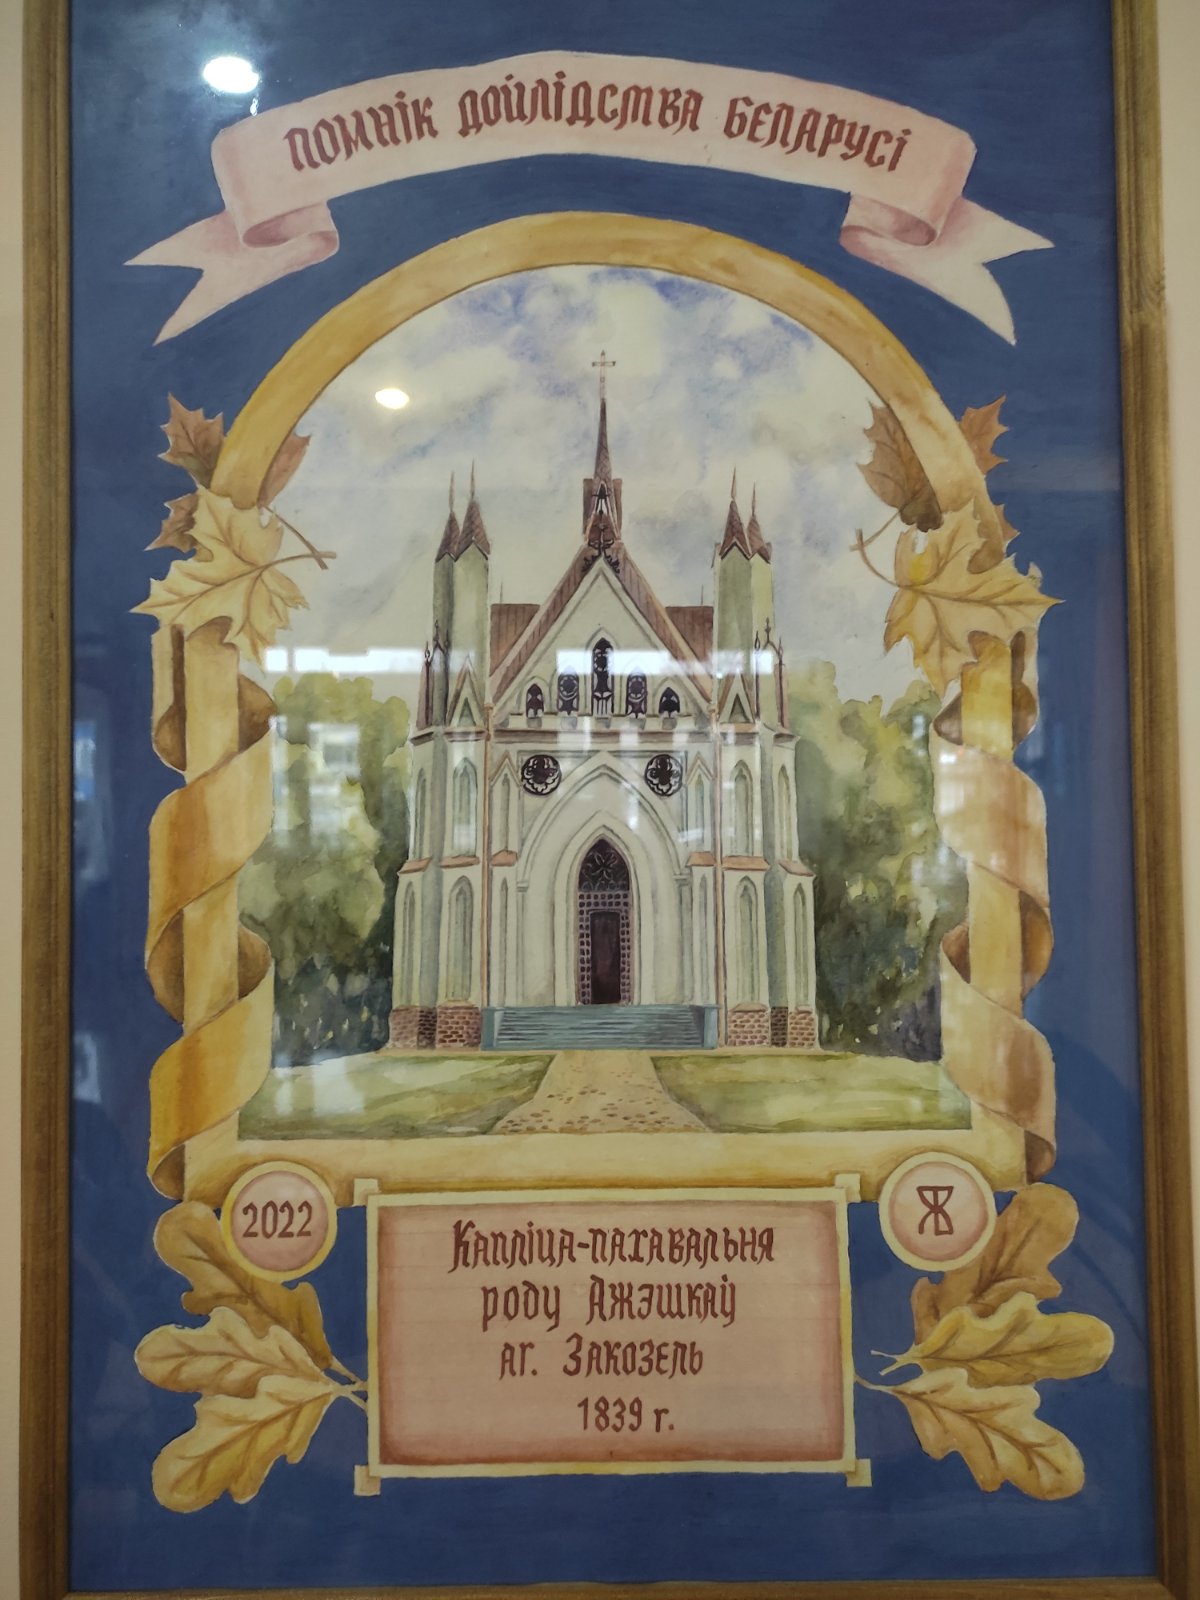 Помнік дойлідства Беларусі
2022
Капліца-пахавальня
роду Ажэшкаў
аг. Закозель
1839 г.